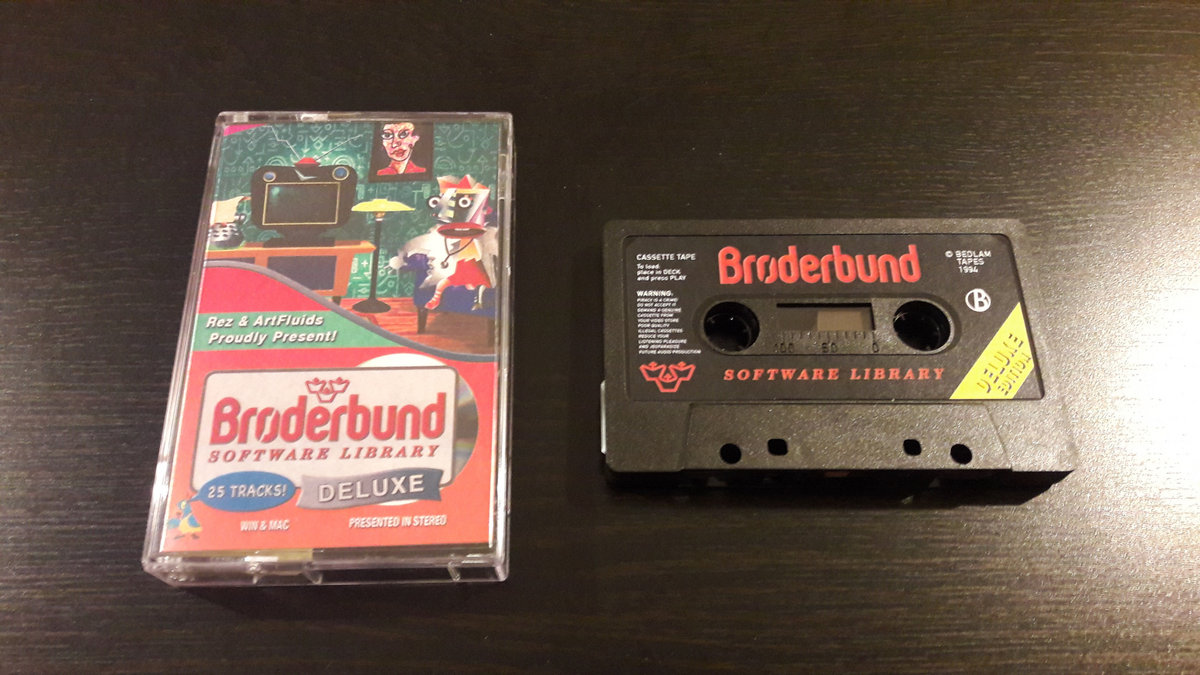 Rez & ArtFluids
Proudly Present!
Brøderbund
SOFTWARE LIBRARY
25 TRACKS!
DELUXE
WIN & MAC
PRESENTED IN STEREO
CASSETTE TAPE
To load:
place in DECK
and press PLAY
WARNING:
PIRACY IS A CRIME!
DO NOT ACCEPT IT
DEMAND A GENUINE
CASSETTE FROM
YOUR VIDEO STORE
POOR QUALITY
ILLEGAL CASSETTES
REDUCE YOUR
LISTENING PLEASURE
AND JEOPARDIZE
FUTURE AUDIO PRODUCTION
Brøderbund
© BEDLAM
TAPES
1994
B
100 50 0
SOFTWARE LIBRARY
DELUXE
EDITION